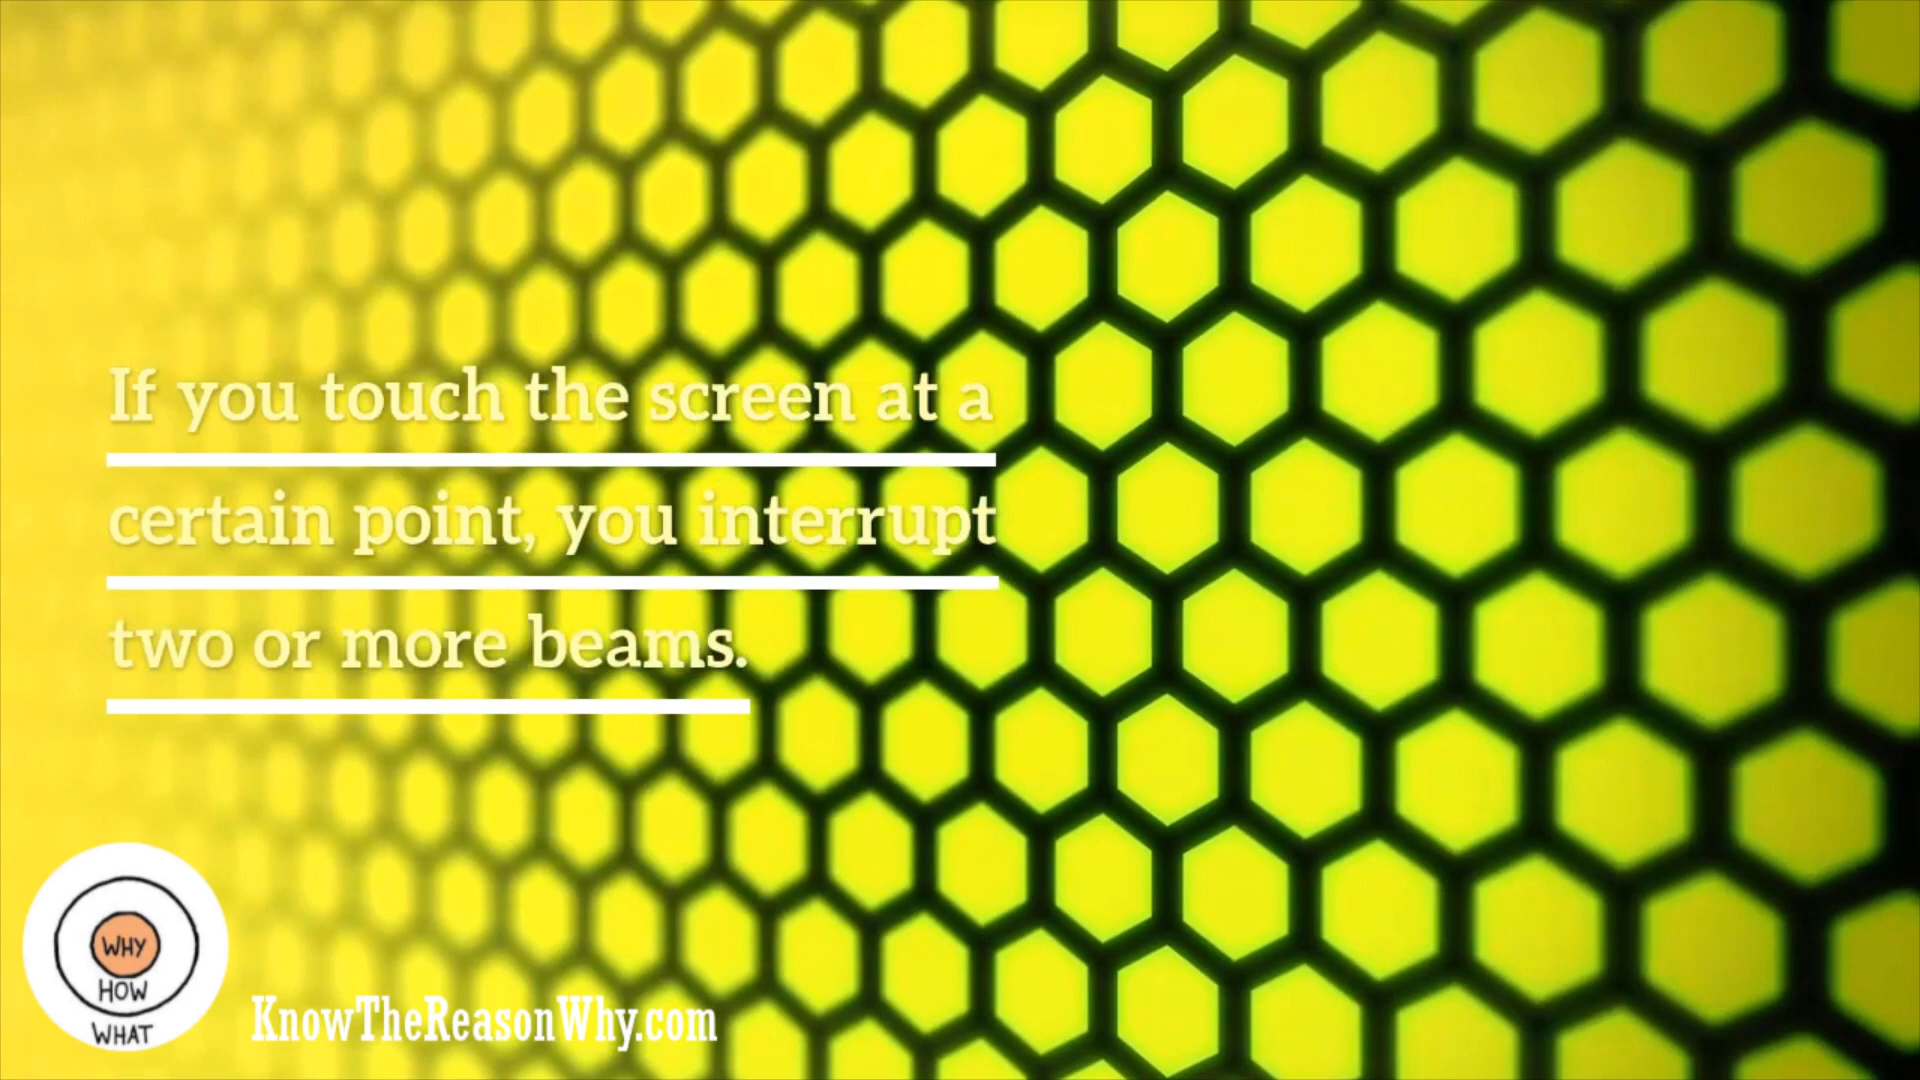 If you touch the screen at a
certain point, you interrupt
two or more beams.
WHY
HOW
WHAT
KnowTheReasonWhy.com